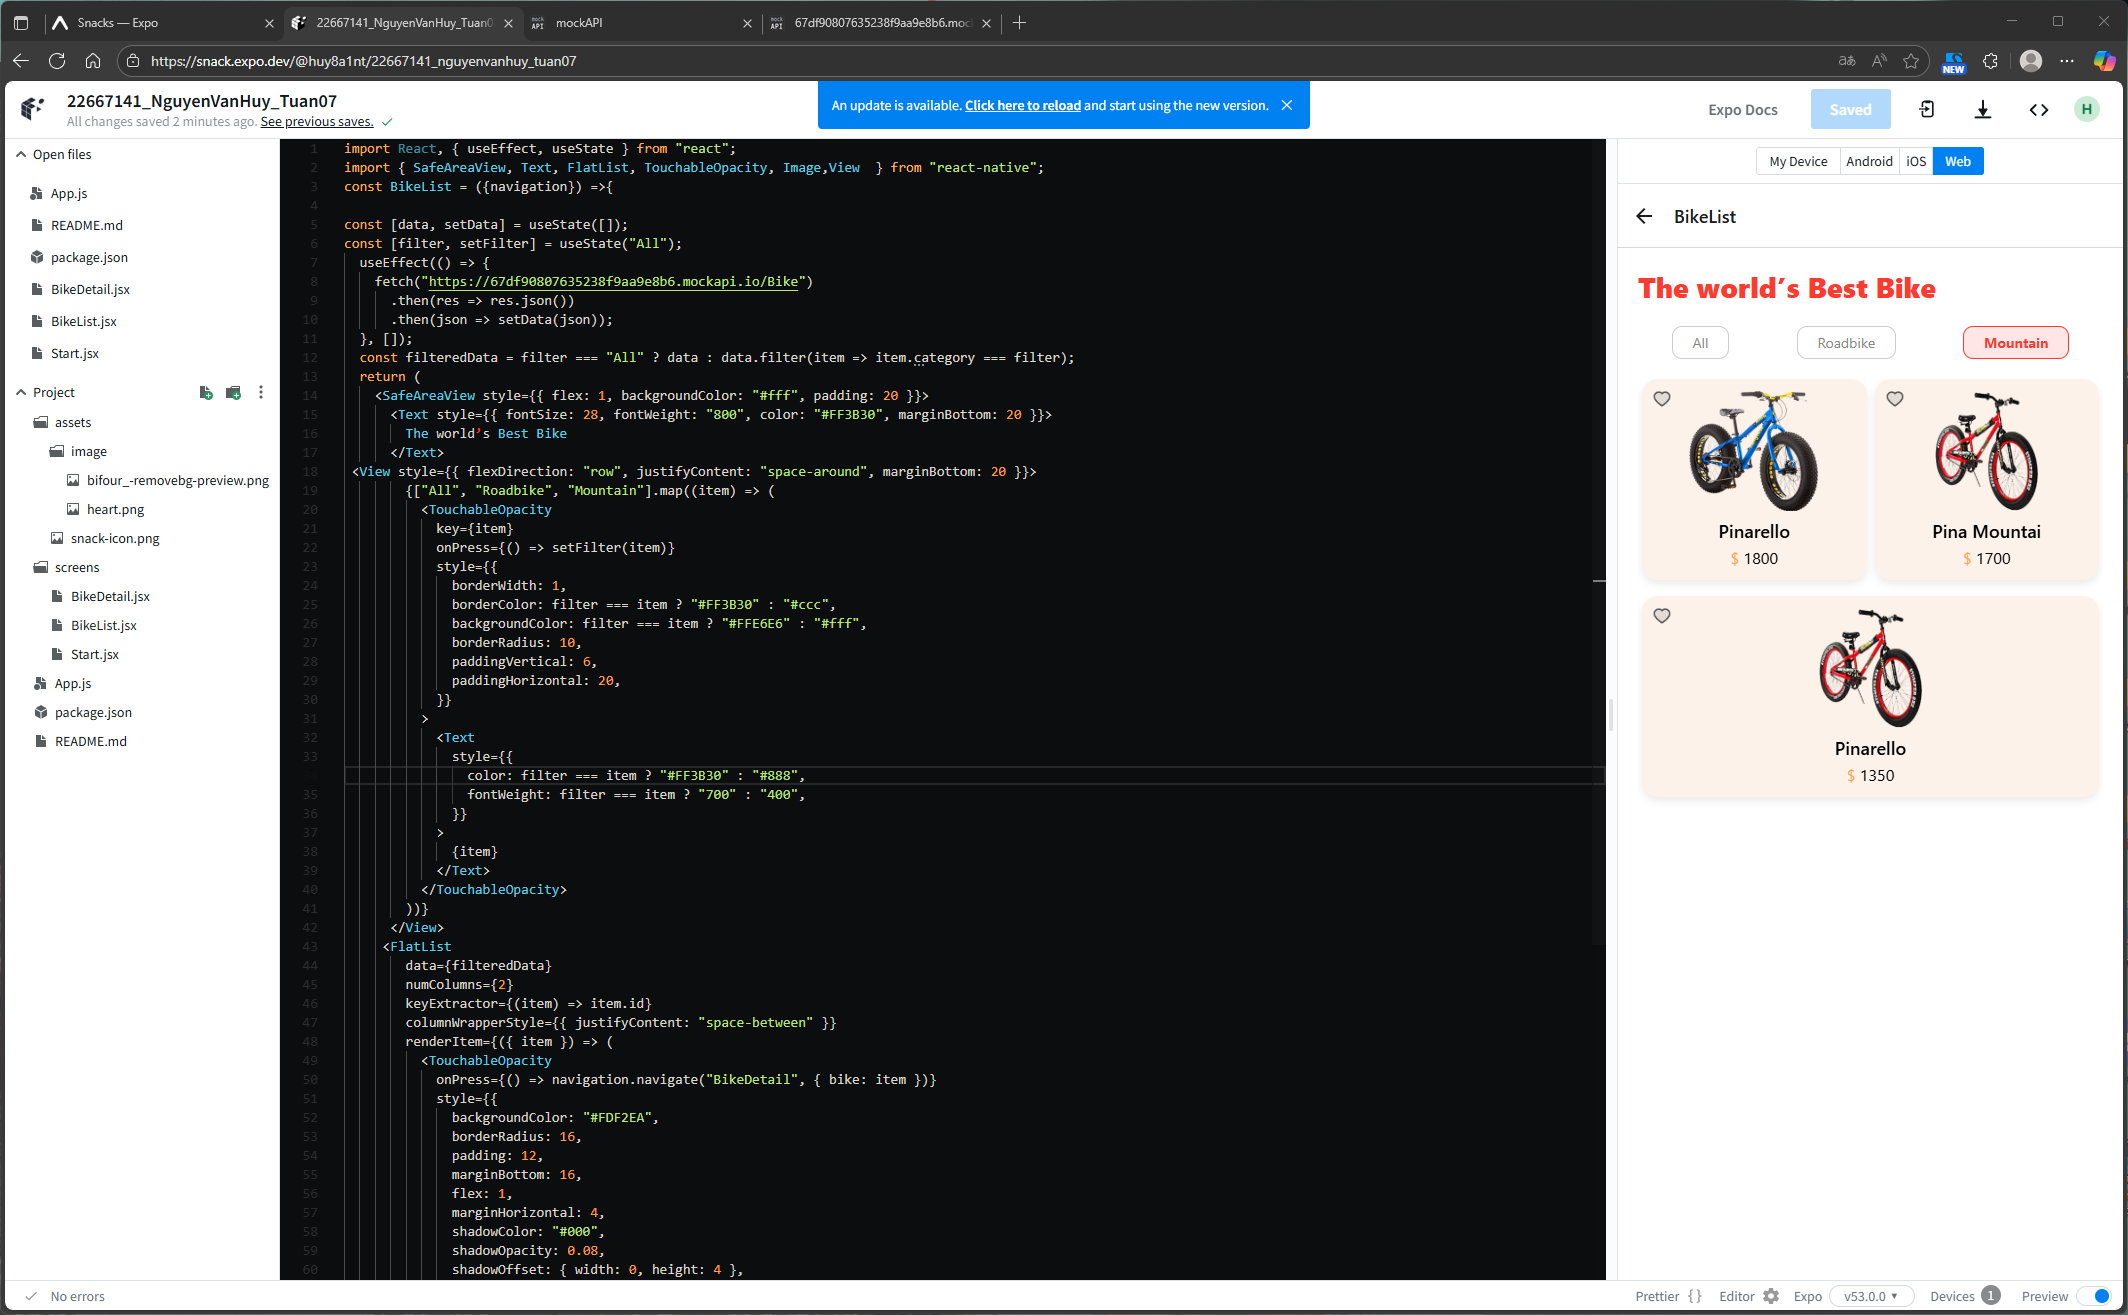 Snacks — Expo
22667141_NguyenVanHuy_Tuan0
mockAPI
67df90807635238f9aa9e8b6.moc
https://snack.expo.dev/@huy8a1nt/22667141_nguyenvanhuy_tuan07
NEW
22667141_NguyenVanHuy_Tuan07
All changes saved 2 minutes ago. See previous saves.
An update is available. Click here to reload and start using the new version.
Expo Docs
Saved
H
Open files
App.js
README.md
package.json
BikeDetail.jsx
BikeList.jsx
Start.jsx
Project
assets
image
bifour_-removebg-preview.png
heart.png
snack-icon.png
screens
BikeDetail.jsx
BikeList.jsx
Start.jsx
App.js
package.json
README.md
1 import React, { useEffect, useState } from "react";
2 import { SafeAreaView, Text, FlatList, TouchableOpacity, Image,View  } from "react-native";
3 const BikeList = ({navigation}) =>{
4
5 const [data, setData] = useState([]);
6 const [filter, setFilter] = useState("All");
7 useEffect(() => {
8 fetch("https://67df90807635238f9aa9e8b6.mockapi.io/Bike")
9 .then(res => res.json())
10 .then(json => setData(json));
11 }, []);
12 const filteredData = filter === "All" ? data : data.filter(item => item.category === filter);
13 return (
14 <SafeAreaView style={{ flex: 1, backgroundColor: "#fff", padding: 20 }}>
15 <Text style={{ fontSize: 28, fontWeight: "800", color: "#FF3B30", marginBottom: 20 }}>
16 The world’s Best Bike
17 </Text>
18 <View style={{ flexDirection: "row", justifyContent: "space-around", marginBottom: 20 }}>
19 {["All", "Roadbike", "Mountain"].map((item) => (
20 <TouchableOpacity
21 key={item}
22 onPress={() => setFilter(item)}
23 style={{
24 borderWidth: 1,
25 borderColor: filter === item ? "#FF3B30" : "#ccc",
26 backgroundColor: filter === item ? "#FFE6E6" : "#fff",
27 borderRadius: 10,
28 paddingVertical: 6,
29 paddingHorizontal: 20,
30 }}
31 >
32 <Text
33 style={{
color: filter === item ? "#FF3B30" : "#888",
35 fontWeight: filter === item ? "700" : "400",
36 }}
37 >
38 {item}
39 </Text>
40 </TouchableOpacity>
41 ))}
42 </View>
43 <FlatList
44 data={filteredData}
45 numColumns={2}
46 keyExtractor={(item) => item.id}
47 columnWrapperStyle={{ justifyContent: "space-between" }}
48 renderItem={({ item }) => (
49 <TouchableOpacity
50 onPress={() => navigation.navigate("BikeDetail", { bike: item })}
51 style={{
52 backgroundColor: "#FDF2EA",
53 borderRadius: 16,
54 padding: 12,
55 marginBottom: 16,
56 flex: 1,
57 marginHorizontal: 4,
58 shadowColor: "#000",
59 shadowOpacity: 0.08,
60 shadowOffset: { width: 0, height: 4 },
My Device
Android
iOS
Web
BikeList
The world’s Best Bike
All
Roadbike
Mountain
Pinarello
$ 1800
Pina Mountai
$ 1700
Pinarello
$ 1350
No errors
Prettier {}
Editor
Expo
v53.0.0
Devices 1
Preview